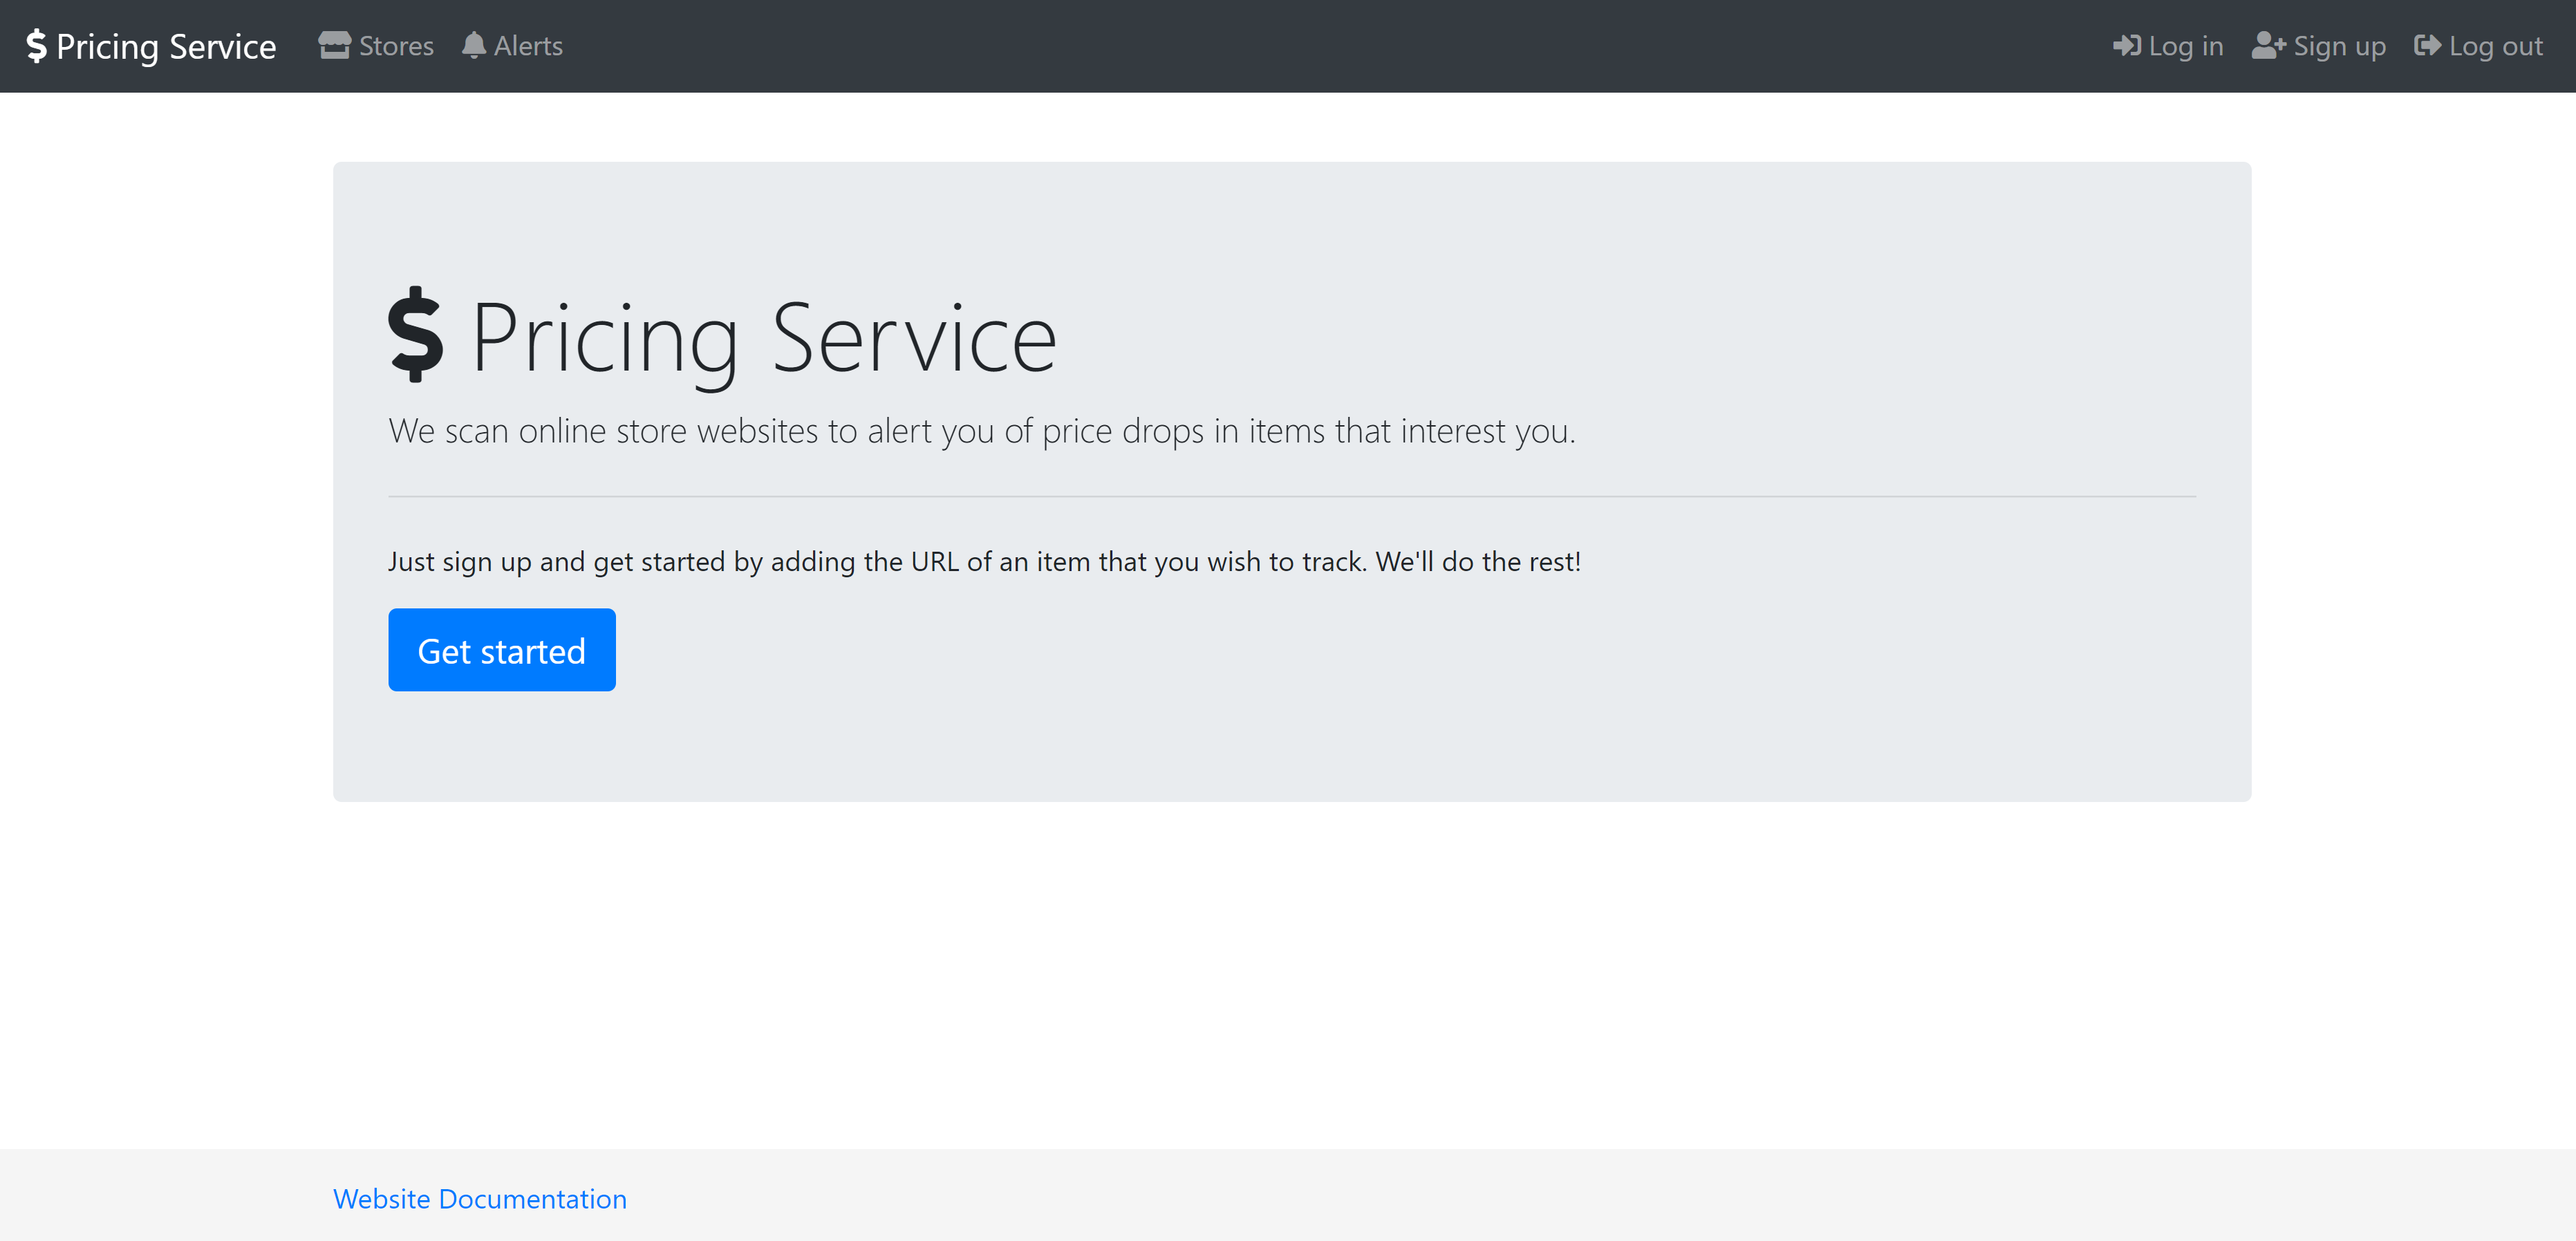 $ Pricing Service Stores Alerts Log in Sign up Log out
$ Pricing Service
We scan online store websites to alert you of price drops in items that interest you.
Just sign up and get started by adding the URL of an item that you wish to track. We'll do the rest!
Get started
Website Documentation